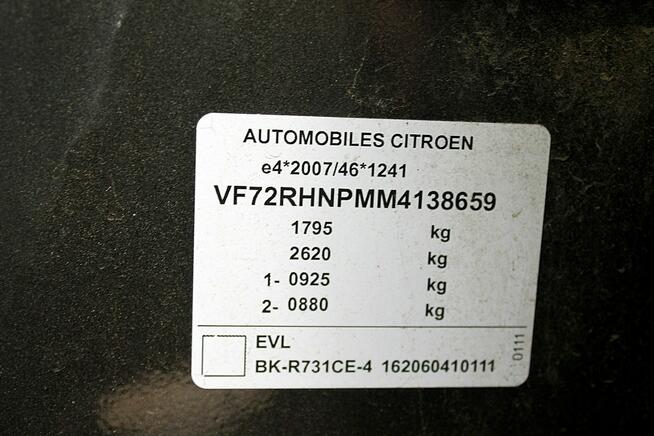 AUTOMOBILES CITROEN
e4*2007/46*1241
VF72RHNPMM4138659
1795 kg
2620 kg
1- 0925 kg
2- 0880 kg
EVL
BK-R731CE-4 162060410111
0111